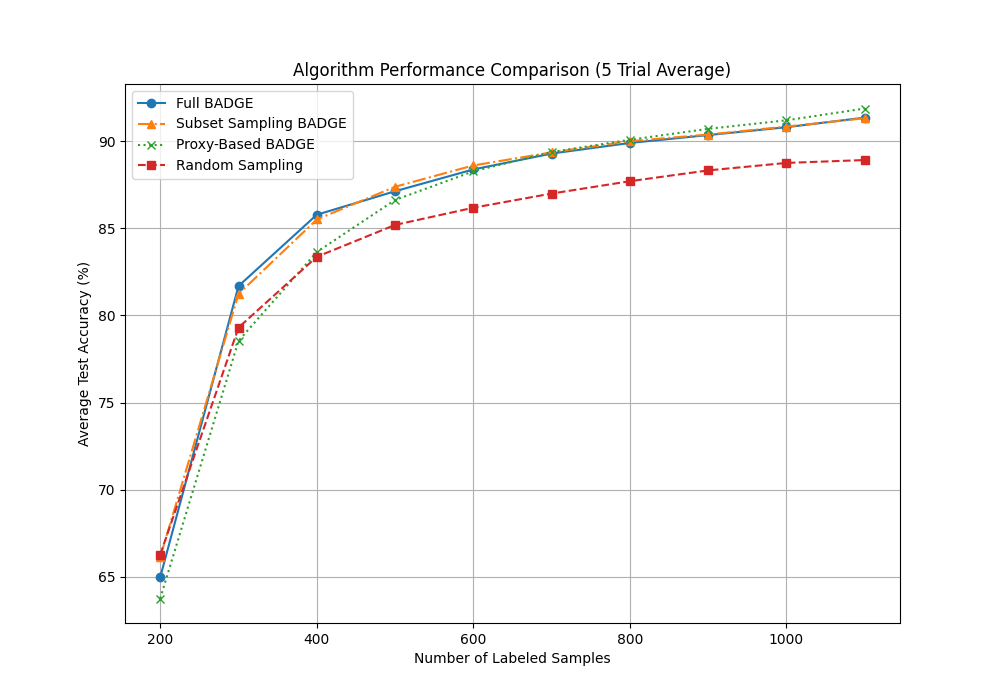 Algorithm Performance Comparison (5 Trial Average)
Full BADGE
Subset Sampling BADGE
Proxy-Based BADGE
Random Sampling
90
85
80
75
70
65
Average Test Accuracy (%)
200 400 600 800 1000
Number of Labeled Samples